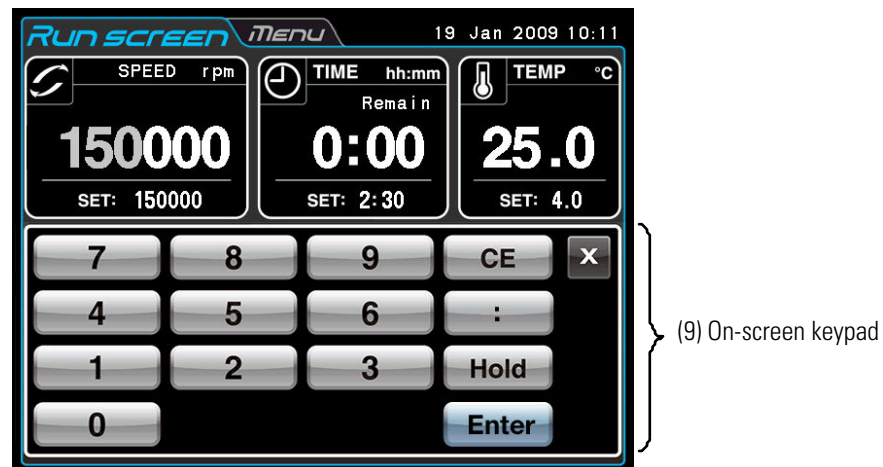 Run screen Menu 19 Jan 2009 10:11
SPEED rpm TIME hh:mm TEMP °C
Remain
150000 0:00 25.0
SET: 150000 SET: 2:30 SET: 4.0
7 8 9 CE X
4 5 6 :
(9) On-screen keypad
1 2 3 Hold
0 Enter